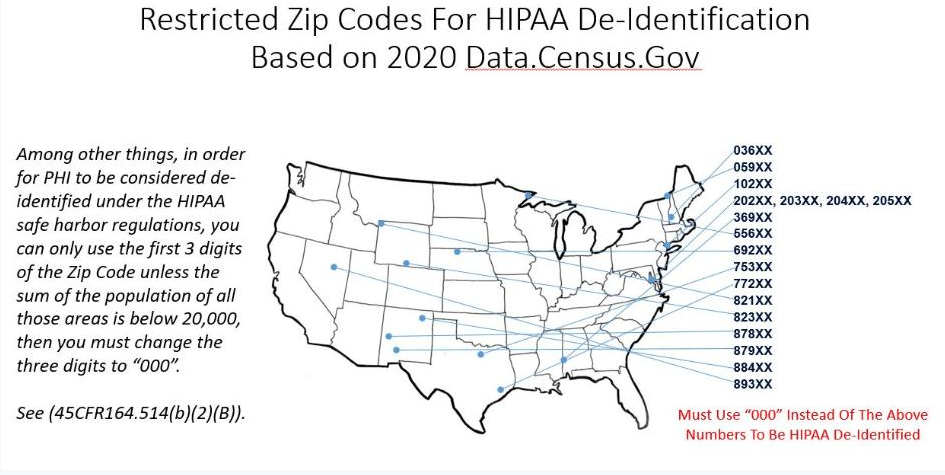 Restricted Zip Codes For HIPAA De-Identification
Based on 2020 Data.Census.Gov
Among other things, in order
for PHI to be considered de-
identified under the HIPAA
safe harbor regulations, you
can only use the first 3 digits
of the Zip Code unless the
sum of the population of all
those areas is below 20,000,
then you must change the
three digits to “000”.
See (45CFR164.514(b)(2)(B)).
036XX
059XX
102XX
202XX, 203XX, 204XX, 205XX
369XX
556XX
692XX
753XX
772XX
821XX
823XX
878XX
879XX
884XX
893XX
Must Use “000” Instead Of The Above
Numbers To Be HIPAA De-Identified